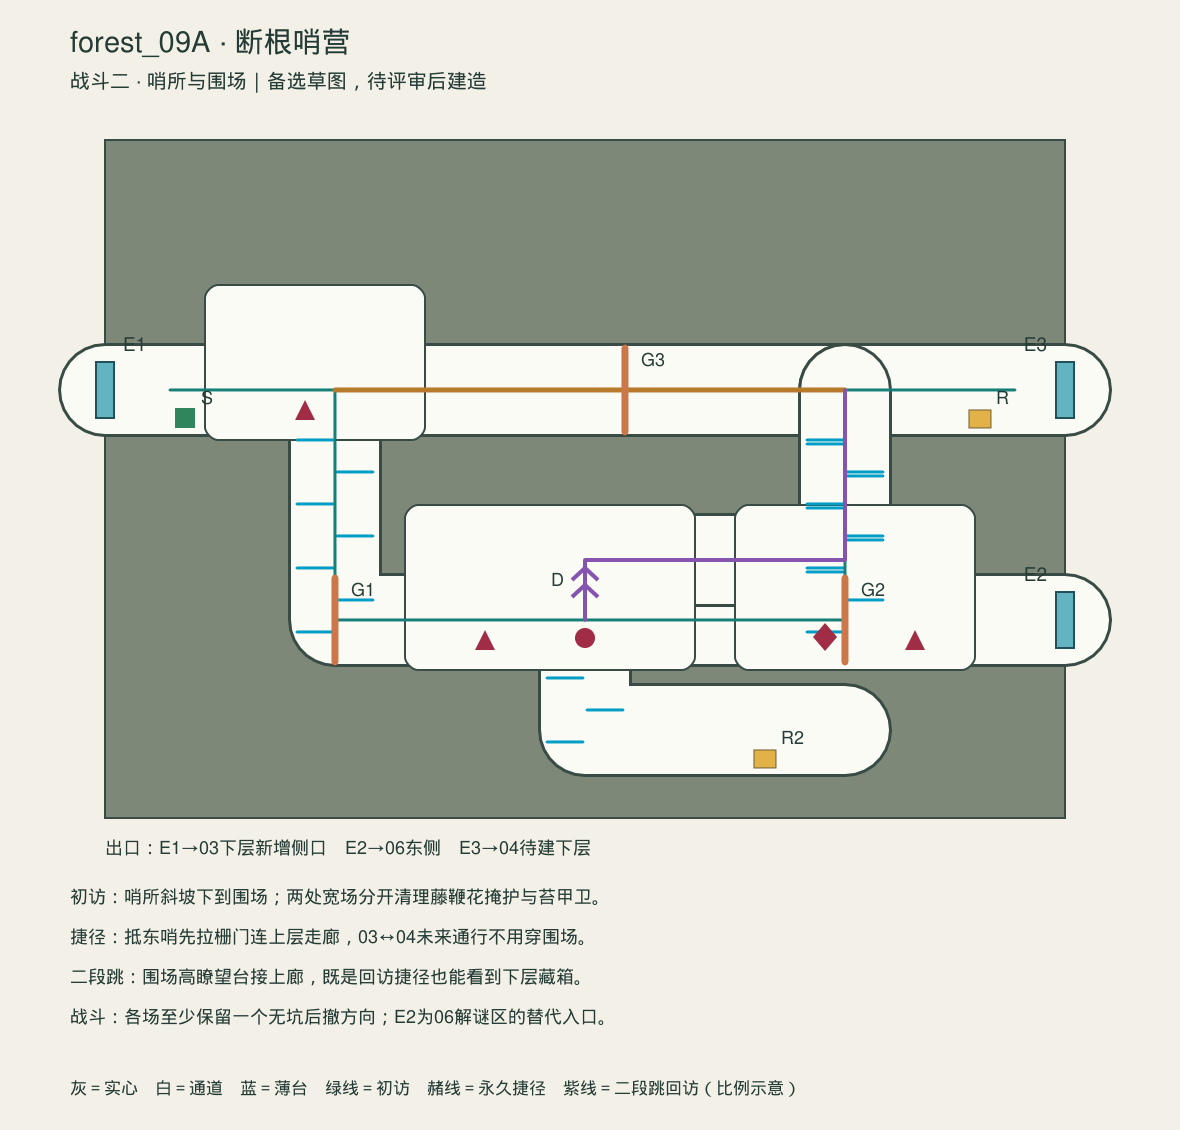 forest_09A · 断根哨营
战斗二 · 哨所与围场｜备选草图，待评审后建造
E1
E3
G3
S
R
D
G1
G2
E2
R2
出口：E1→03下层新增侧口 E2→06东侧 E3→04待建下层
初访：哨所斜坡下到围场；两处宽场分开清理藤鞭花掩护与苔甲卫。
捷径：抵东哨先拉栅门连上层走廊，03↔04未来通行不用穿围场。
二段跳：围场高瞭望台接上廊，既是回访捷径也能看到下层藏箱。
战斗：各场至少保留一个无坑后撤方向；E2为06解谜区的替代入口。
灰＝实心 白＝通道 蓝＝薄台 绿线＝初访 赭线＝永久捷径 紫线＝二段跳回访（比例示意）